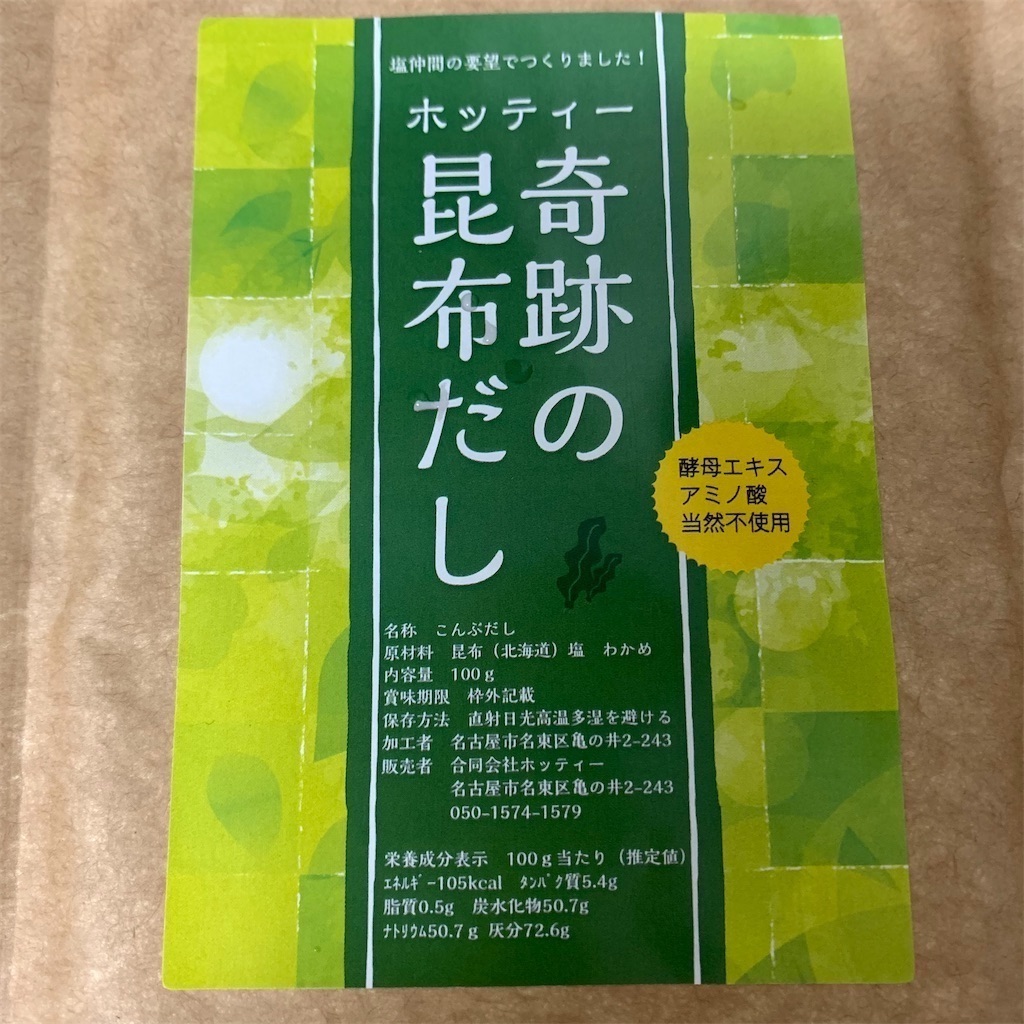 塩仲間の要望でつくりました！
ホッティー
奇跡の
昆布だし
酵母エキス
アミノ酸
当然不使用
名称　こんぶだし
原材料　昆布（北海道）塩　わかめ
内容量　100ｇ
賞味期限　枠外記載
保存方法　直射日光高温多湿を避ける
加工者　名古屋市名東区亀の井2-243
販売者　合同会社ホッティー
名古屋市名東区亀の井2-243
050-1574-1579
栄養成分表示　100ｇ当たり（推定値）
ｴﾈﾙｷﾞｰ105kcal　ﾀﾝﾊﾟｸ質5.4g
脂質0.5g　炭水化物50.7g
ﾅﾄﾘｳﾑ50.7ｇ 灰分72.6g